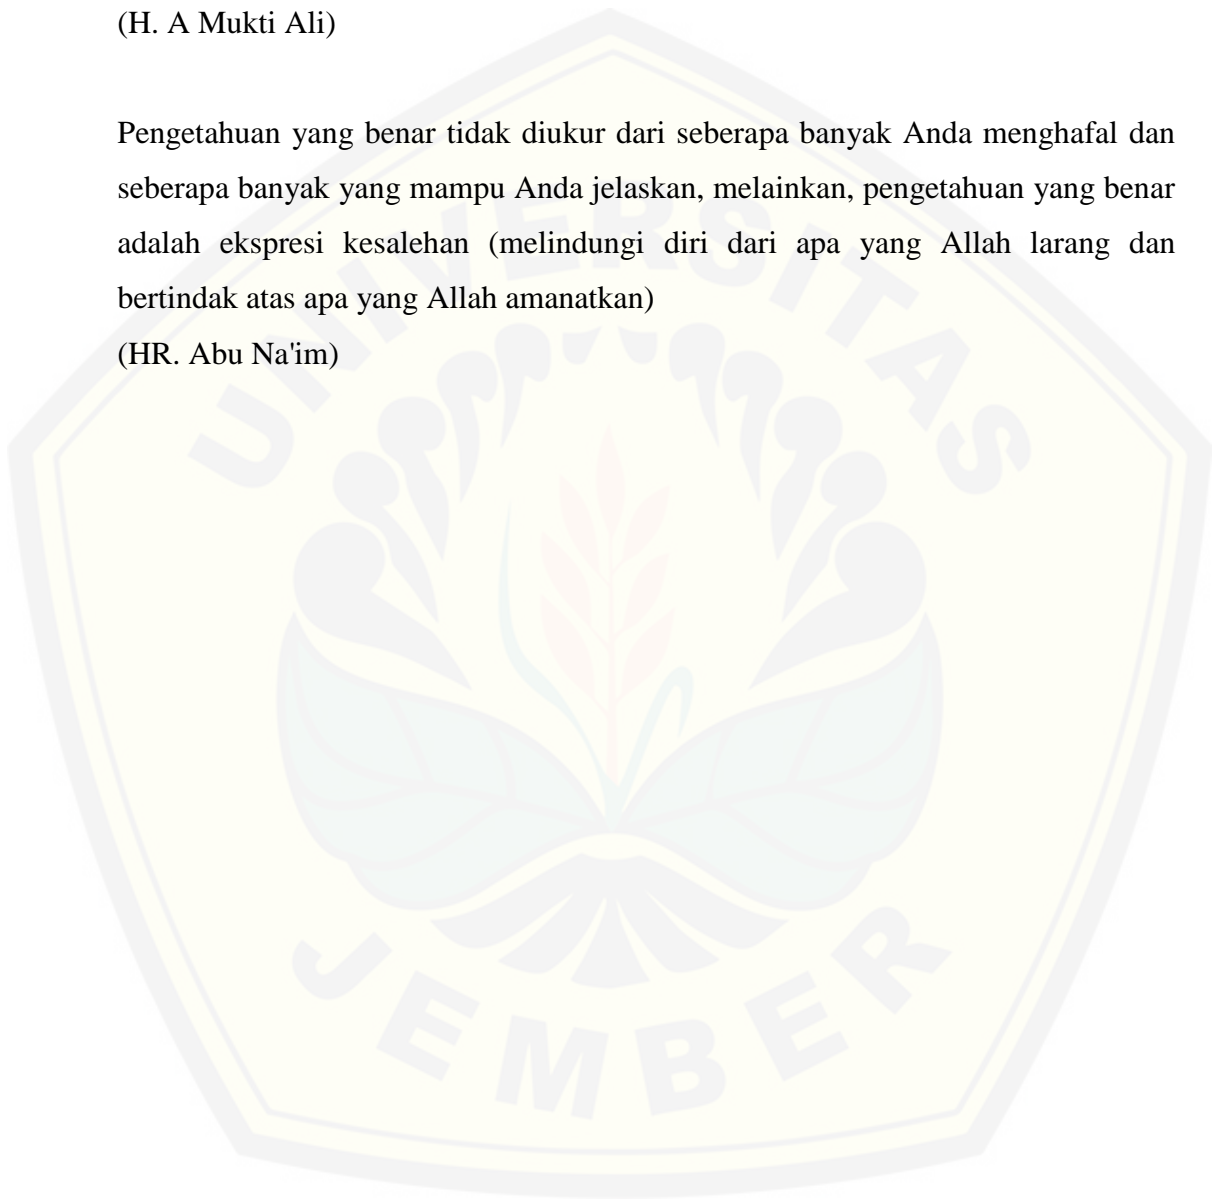 (H. A Mukti Ali)
Pengetahuan yang benar tidak diukur dari seberapa banyak Anda menghafal dan
seberapa banyak yang mampu Anda jelaskan, melainkan, pengetahuan yang benar
adalah ekspresi kesalehan (melindungi diri dari apa yang Allah larang dan
bertindak atas apa yang Allah amanatkan)
(HR. Abu Na'im)
UNIVERSITAS
JEMBER